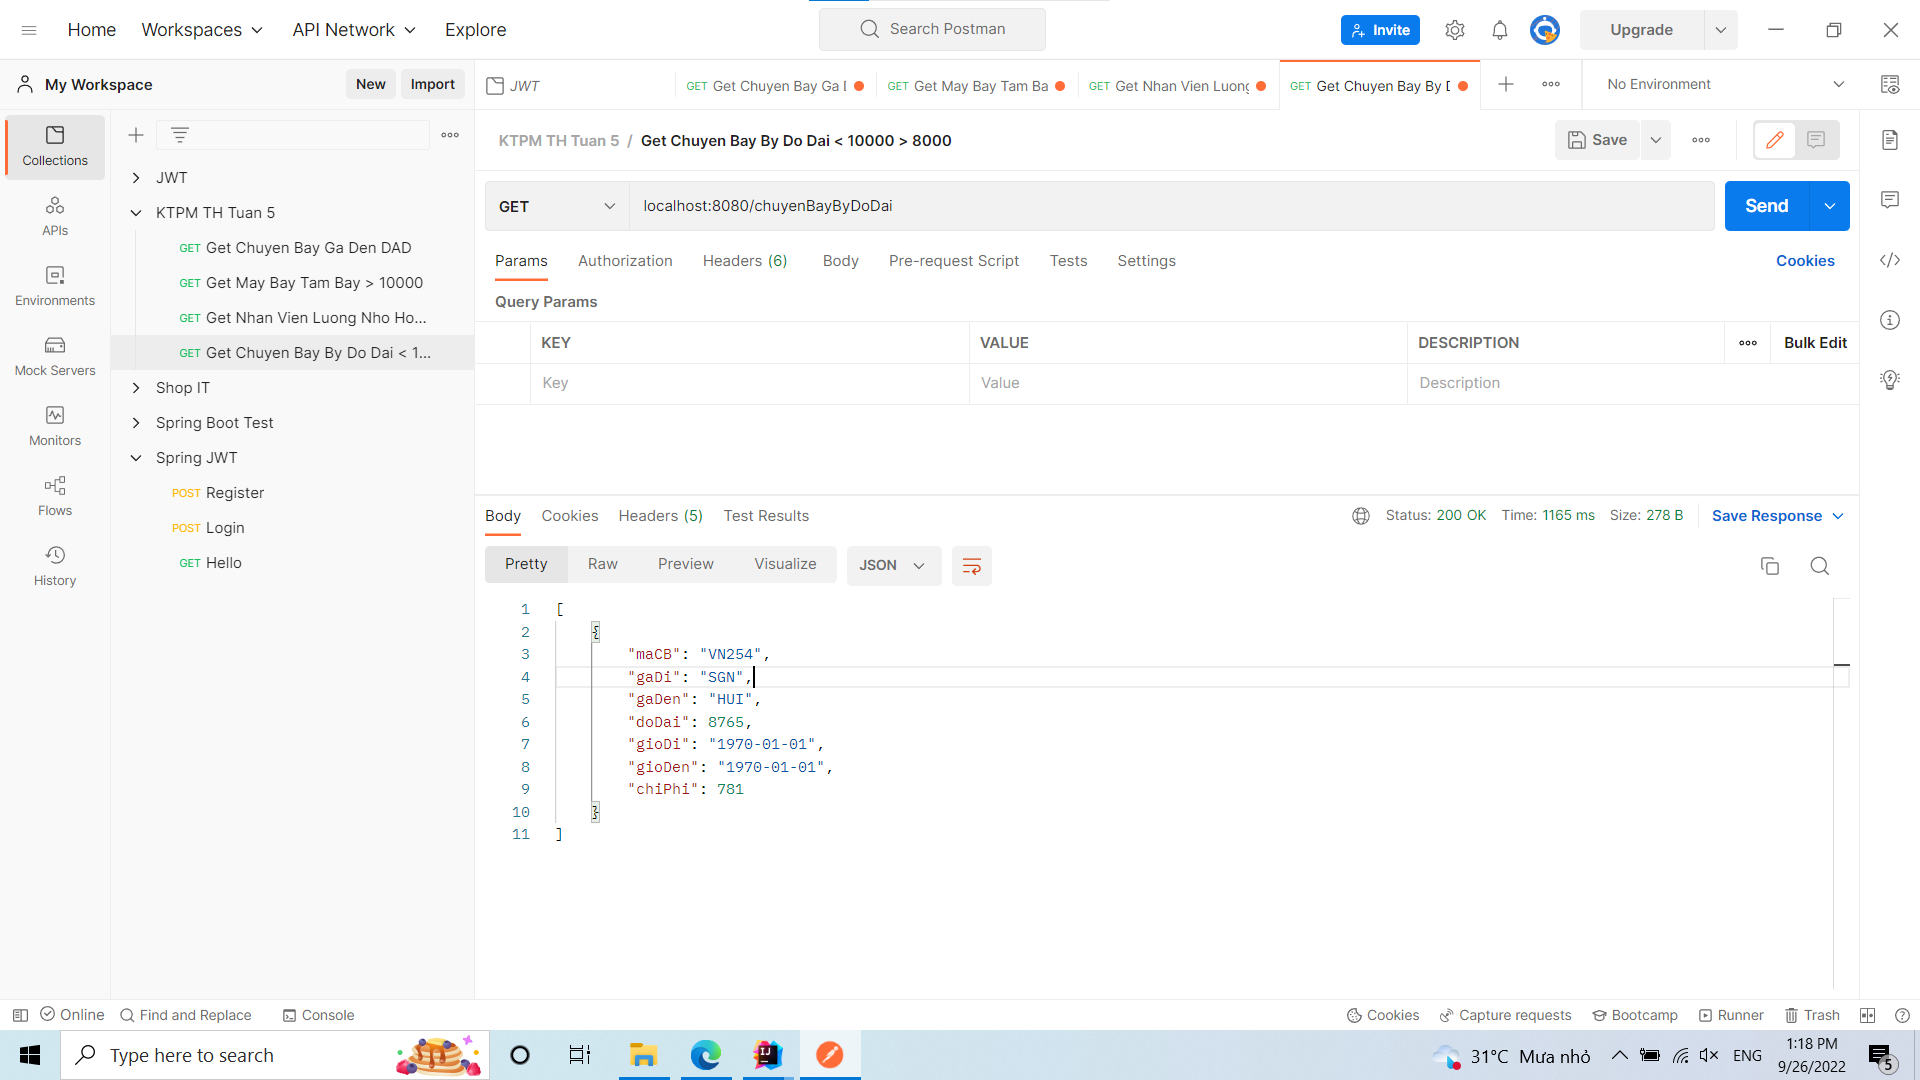 Home Workspaces API Network Explore Search Postman Invite Upgrade
My Workspace New Import
JWT GET Get Chuyen Bay Ga GET Get May Bay Tam Ba GET Get Nhan Vien Luong GET Get Chuyen Bay By No Environment
KTPM TH Tuan 5 / Get Chuyen Bay By Do Dai < 10000 > 8000 Save
GET localhost:8080/chuyenBayByDoDai Send
Params Authorization Headers (6) Body Pre-request Script Tests Settings Cookies
Query Params
KEY VALUE DESCRIPTION Bulk Edit
Key Value Description
Collections
APIs
Environments
Mock Servers
Monitors
Flows
History
JWT
KTPM TH Tuan 5
GET Get Chuyen Bay Ga Den DAD
GET Get May Bay Tam Bay > 10000
GET Get Nhan Vien Luong Nho Ho...
GET Get Chuyen Bay By Do Dai < 1...
Shop IT
Spring Boot Test
Spring JWT
POST Register
POST Login
GET Hello
Body Cookies Headers (5) Test Results Status: 200 OK Time: 1165 ms Size: 278 B Save Response
Pretty Raw Preview Visualize JSON
1 [
2 {
3 "maCB": "VN254",
4 "gaDi": "SGN",
5 "gaDen": "HUI",
6 "doDai": 8765,
7 "gioDi": "1970-01-01",
8 "gioDen": "1970-01-01",
9 "chiPhi": 781
10 }
11 ]
Online Find and Replace Console Cookies Capture requests Bootcamp Runner Trash
Type here to search 31°C Mưa nhỏ ENG 1:18 PM
9/26/2022 5